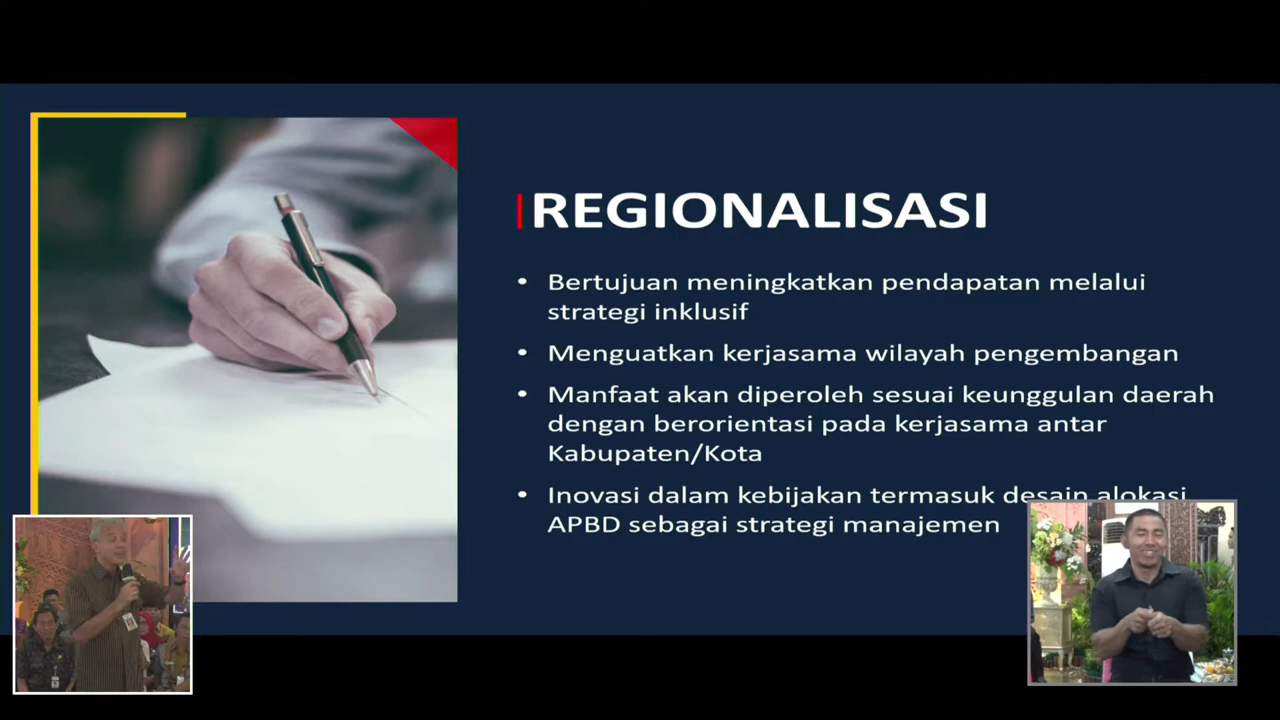 REGIONALISASI
• Bertujuan meningkatkan pendapatan melalui
strategi inklusif
• Menguatkan kerjasama wilayah pengembangan
• Manfaat akan diperoleh sesuai keunggulan daerah
dengan berorientasi pada kerjasama antar
Kabupaten/Kota
• Inovasi dalam kebijakan termasuk desain alokasi
APBD sebagai strategi manajemen